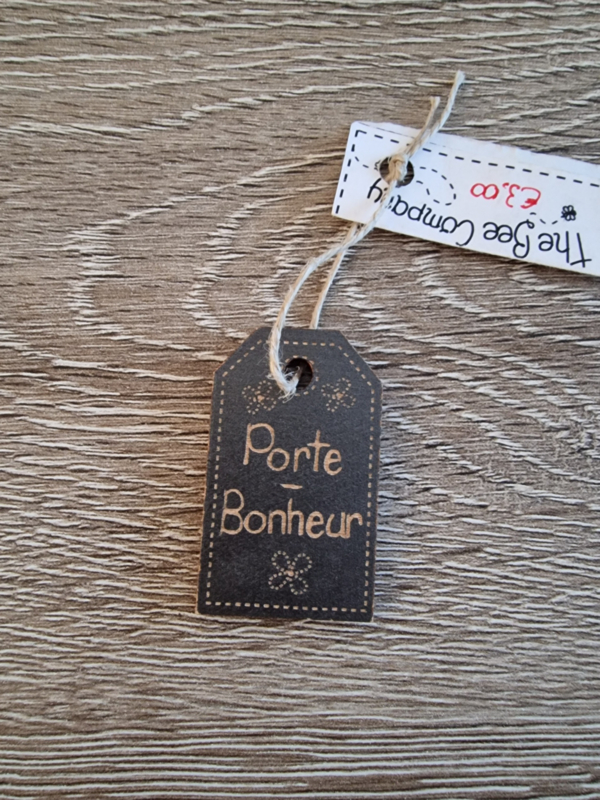 The Bee Company
€3,00
Porte
-
Bonheur